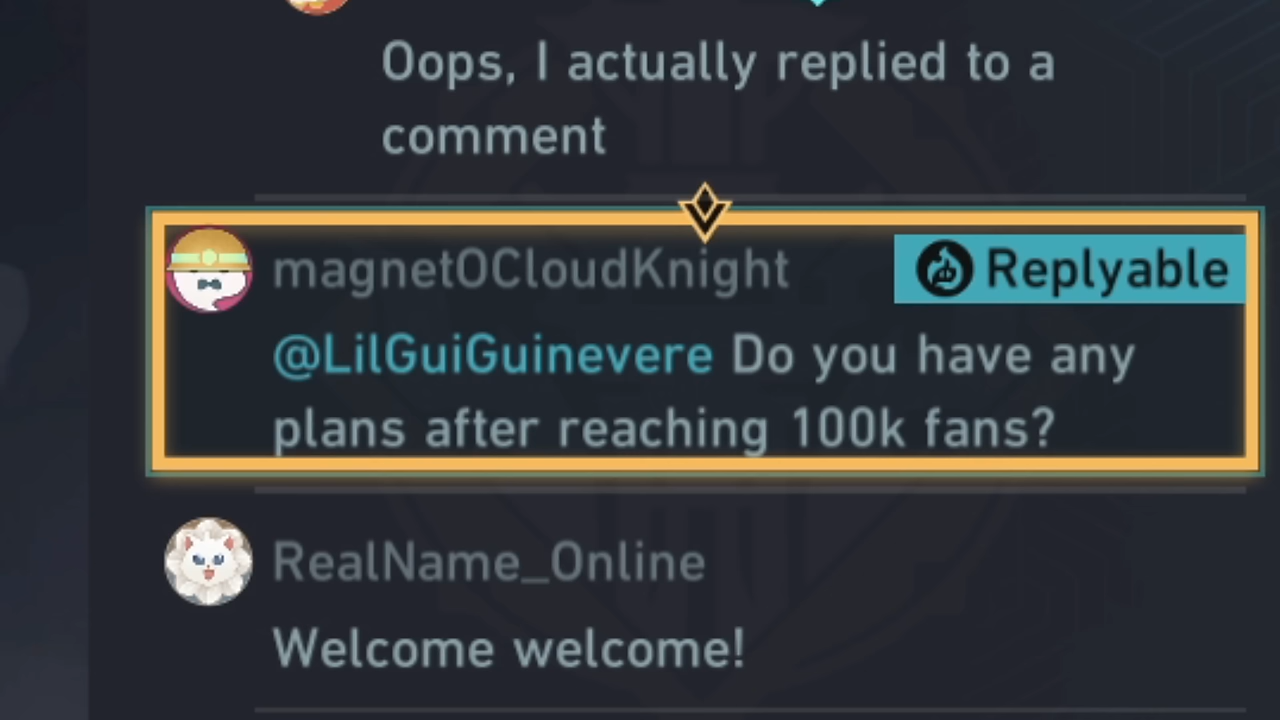 Oops, I actually replied to a
comment
magnetOCloudKnight
Replyable
@LilGuiGuinevere Do you have any
plans after reaching 100k fans?
RealName_Online
Welcome welcome!